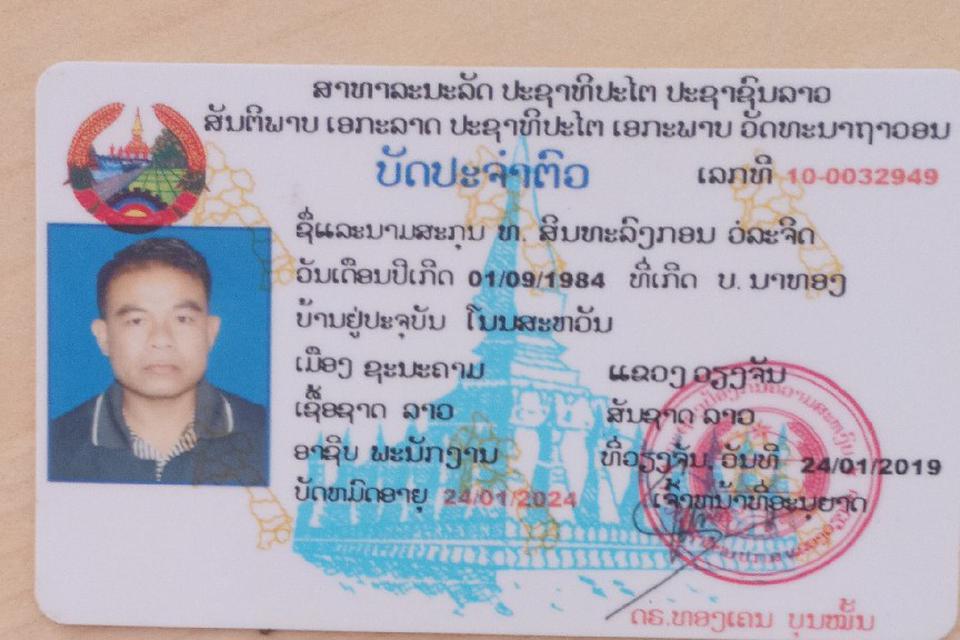 ສາທາລະນະລັດ ປະຊາທິປະໄຕ ປະຊາຊົນລາວ
ສັນຕິພາບ ເອກະລາດ ປະຊາທິປະໄຕ ເອກະພາບ ວັດທະນາຖາວອນ
ບັດປະຈຳຕົວ ເລກທີ 10-0032949
ຊື່ແລະນາມສະກຸນ ທ. ສິນທະລົງກອນ ວໍລະຈິດ
ວັນເດືອນປີເກີດ 01/09/1984 ທີ່ເກີດ ບ. ນາທອງ
ບ້ານຢູ່ປະຈຸບັນ ໂນນສະຫວັນ
ເມືອງ ຊະນະຄາມ ແຂວງ ວຽງຈັນ
ເຊື້ອຊາດ ລາວ ສັນຊາດ ລາວ
ອາຊີບ ພະນັກງານ ທີ່ວຽງຈັນ, ວັນທີ 24/01/2019
ບັດຫມົດອາຍຸ 24/01/2024 ເຈົ້າຫນ້າທີ່ອະນຸຍາດ
ດຣ.ທອງເຄນ ບຸນໝັ້ນ